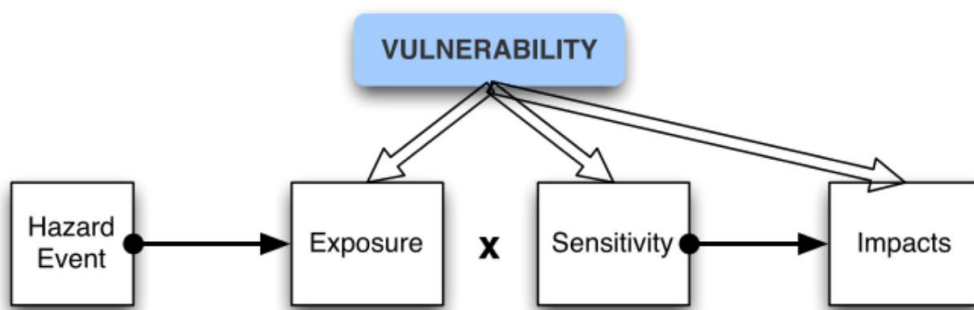 VULNERABILITY
Hazard
Event
Exposure
x
Sensitivity
Impacts